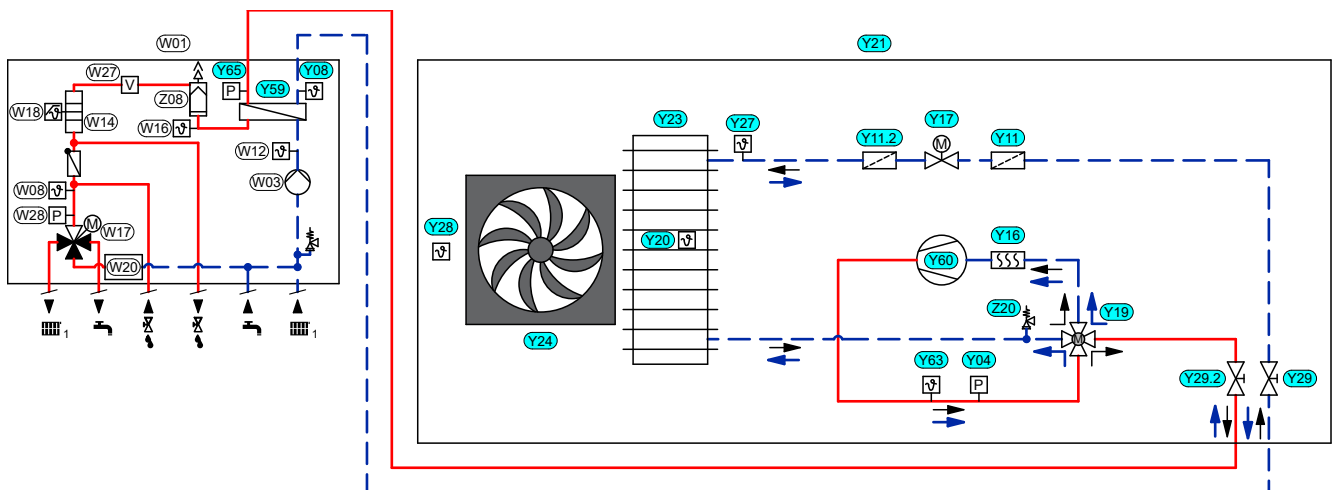 W01
Y21
W27
V
Y65
Y08
P
Y59
ϑ
Z08
W18
ϑ
W14
W16
ϑ
W12
ϑ
W03
W08
ϑ
W28
P
M
W17
W20
1
1
Y23
Y27
ϑ
Y11.2
Y17
M
Y11
Y28
ϑ
Y20
ϑ
Y24
Y60
Y16
Z20
Y19
M
Y63
ϑ
Y04
P
Y29.2
Y29